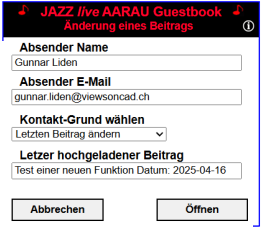 JAZZ live AARAU Guestbook
Änderung eines Beitrags
Absender Name
Gunnar Liden
Absender E-Mail
gunnar.liden@viewsoncad.ch
Kontakt-Grund wählen
Letzten Beitrag ändern
Letzer hochgeladener Beitrag
Test einer neuen Funktion Datum: 2025-04-16
Abbrechen Öffnen